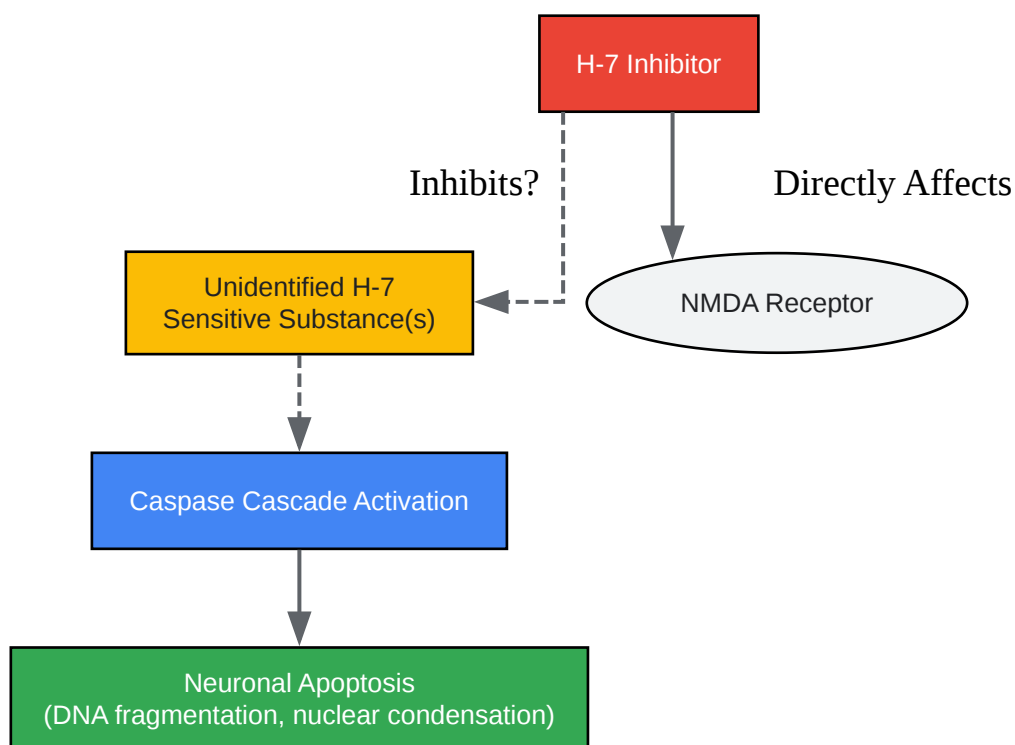 H-7 Inhibitor
Inhibits?
Directly Affects
Unidentified H-7
Sensitive Substance(s)
NMDA Receptor
Caspase Cascade Activation
Neuronal Apoptosis
(DNA fragmentation, nuclear condensation)